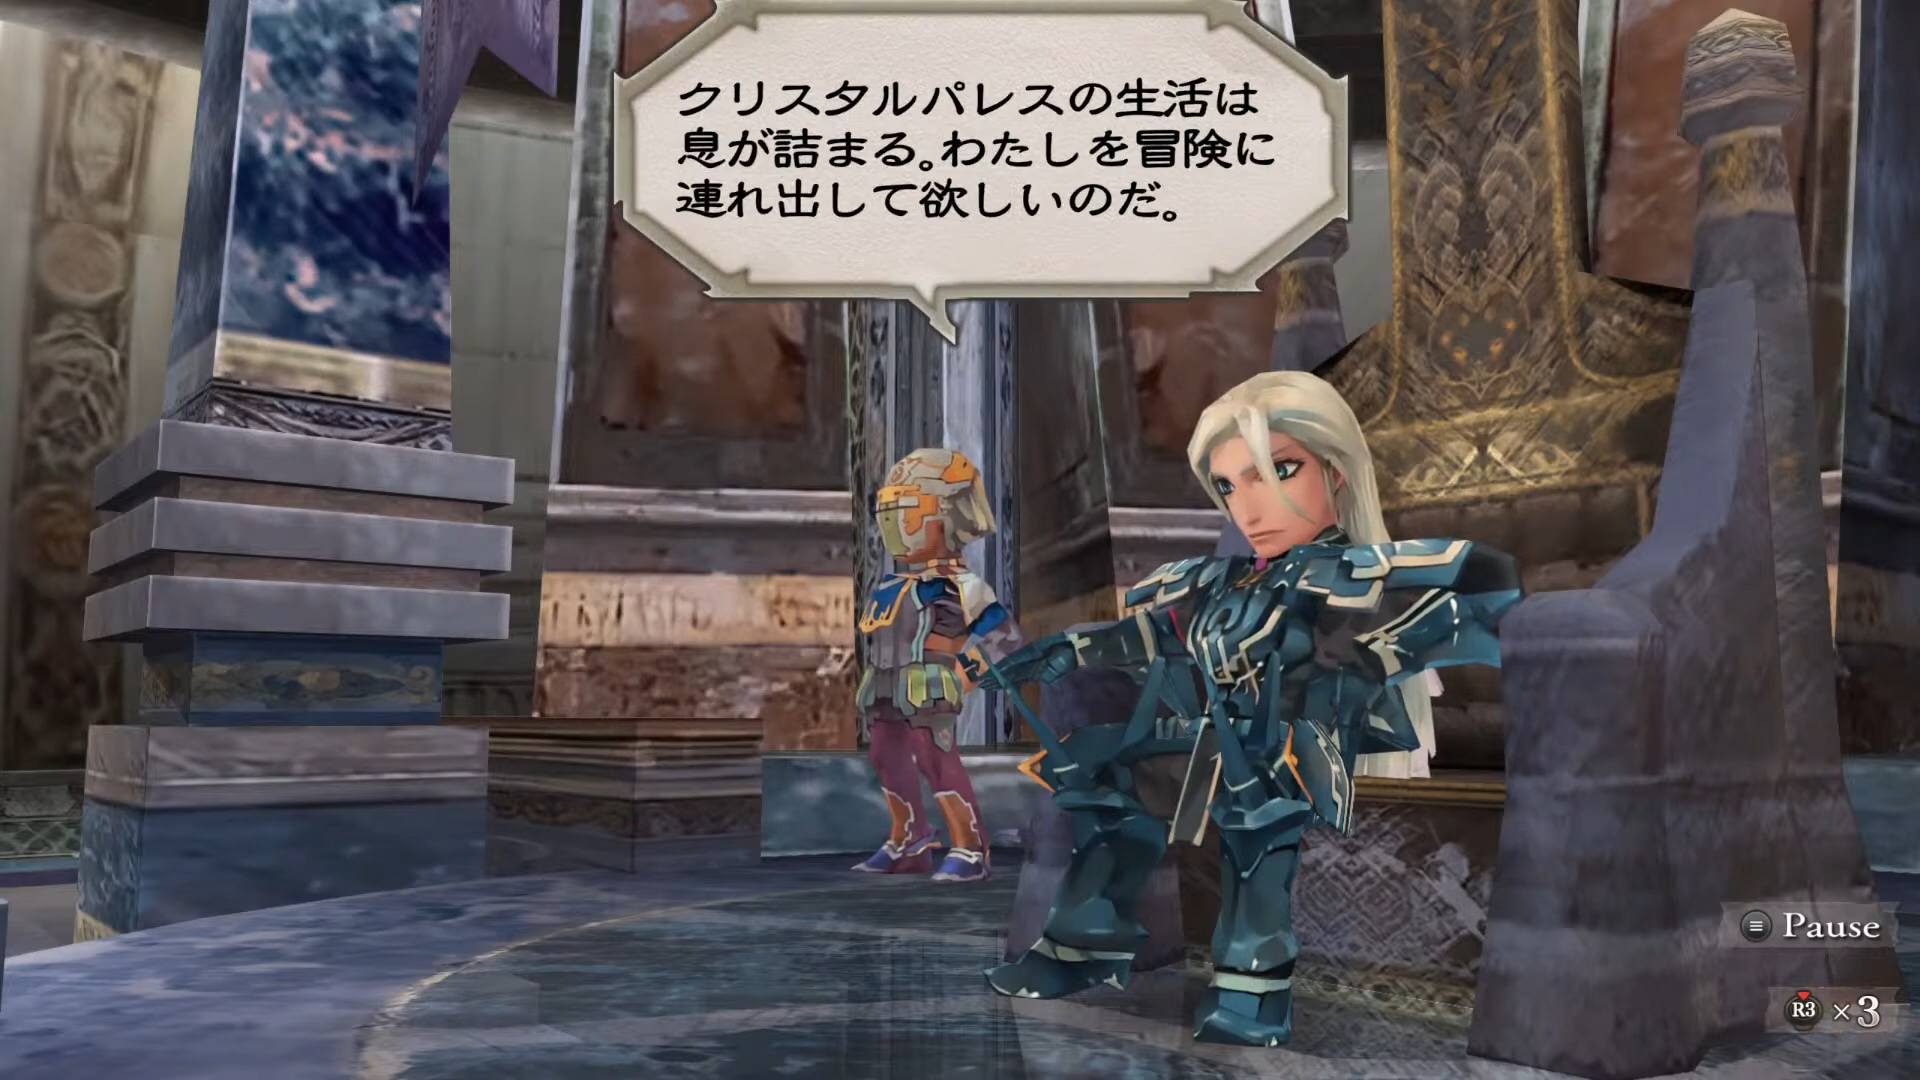 クリスタルパレスの生活は
息が詰まる。わたしを冒険に
連れ出して欲しいのだ。
Pause
R3 ×3